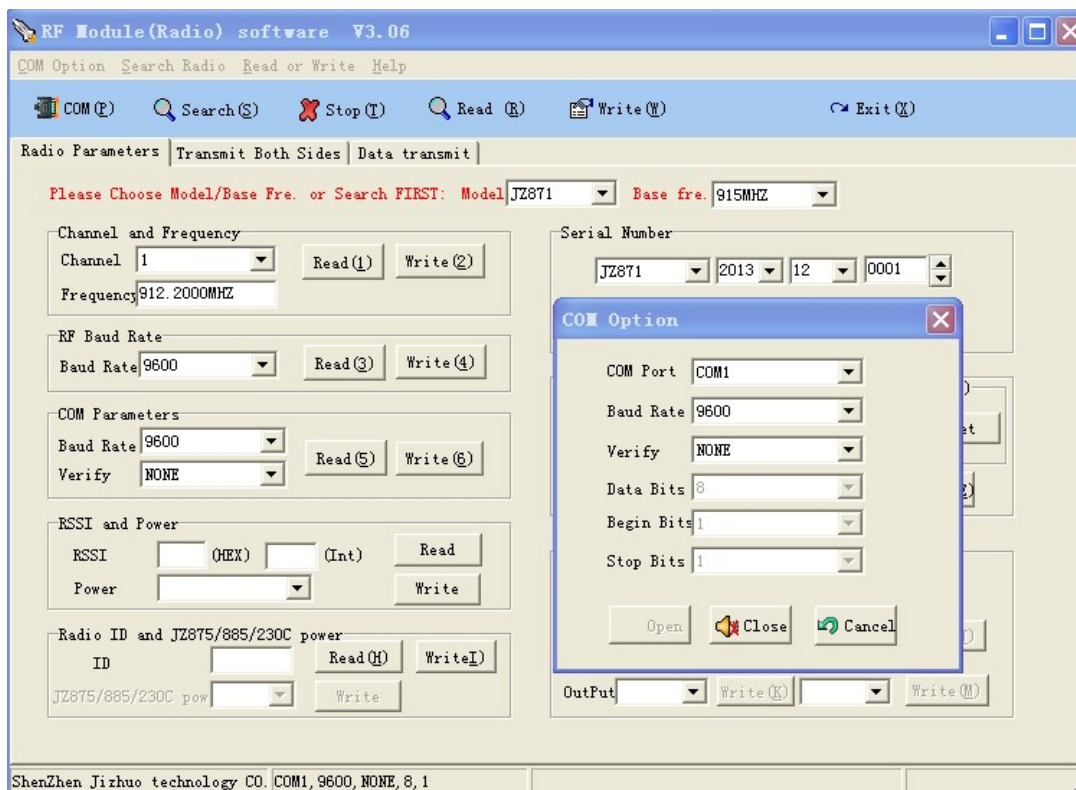 RF Module(Radio) software V3.06
COM Option Search Radio Read or Write Help
COM(P) Search(S) Stop(T) Read (R) Write(W) Exit(X)
Radio Parameters Transmit Both Sides Data transmit
Please Choose Model/Base Fre. or Search FIRST: Model JZ871 Base fre. 915MHZ
Channel and Frequency
Channel 1 Read(1) Write(2)
Frequency 912.2000MHZ
RF Baud Rate
Baud Rate 9600 Read(3) Write(4)
COM Parameters
Baud Rate 9600
Verify NONE
Read(5) Write(6)
RSSI and Power
RSSI (HEX) (Int) Read
Power Write
Radio ID and JZ875/885/230C power
ID Read(H) WriteI)
JZ875/885/230C pow Write
Serial Number
JZ871 2013 12 0001
COM Option
COM Port COM1
Baud Rate 9600
Verify NONE
Data Bits 8
Begin Bits 1
Stop Bits 1
Open Close Cancel
OutPut Write(K) Write(M)
ShenZhen Jizhuo technology CO. COM1, 9600, NONE, 8, 1